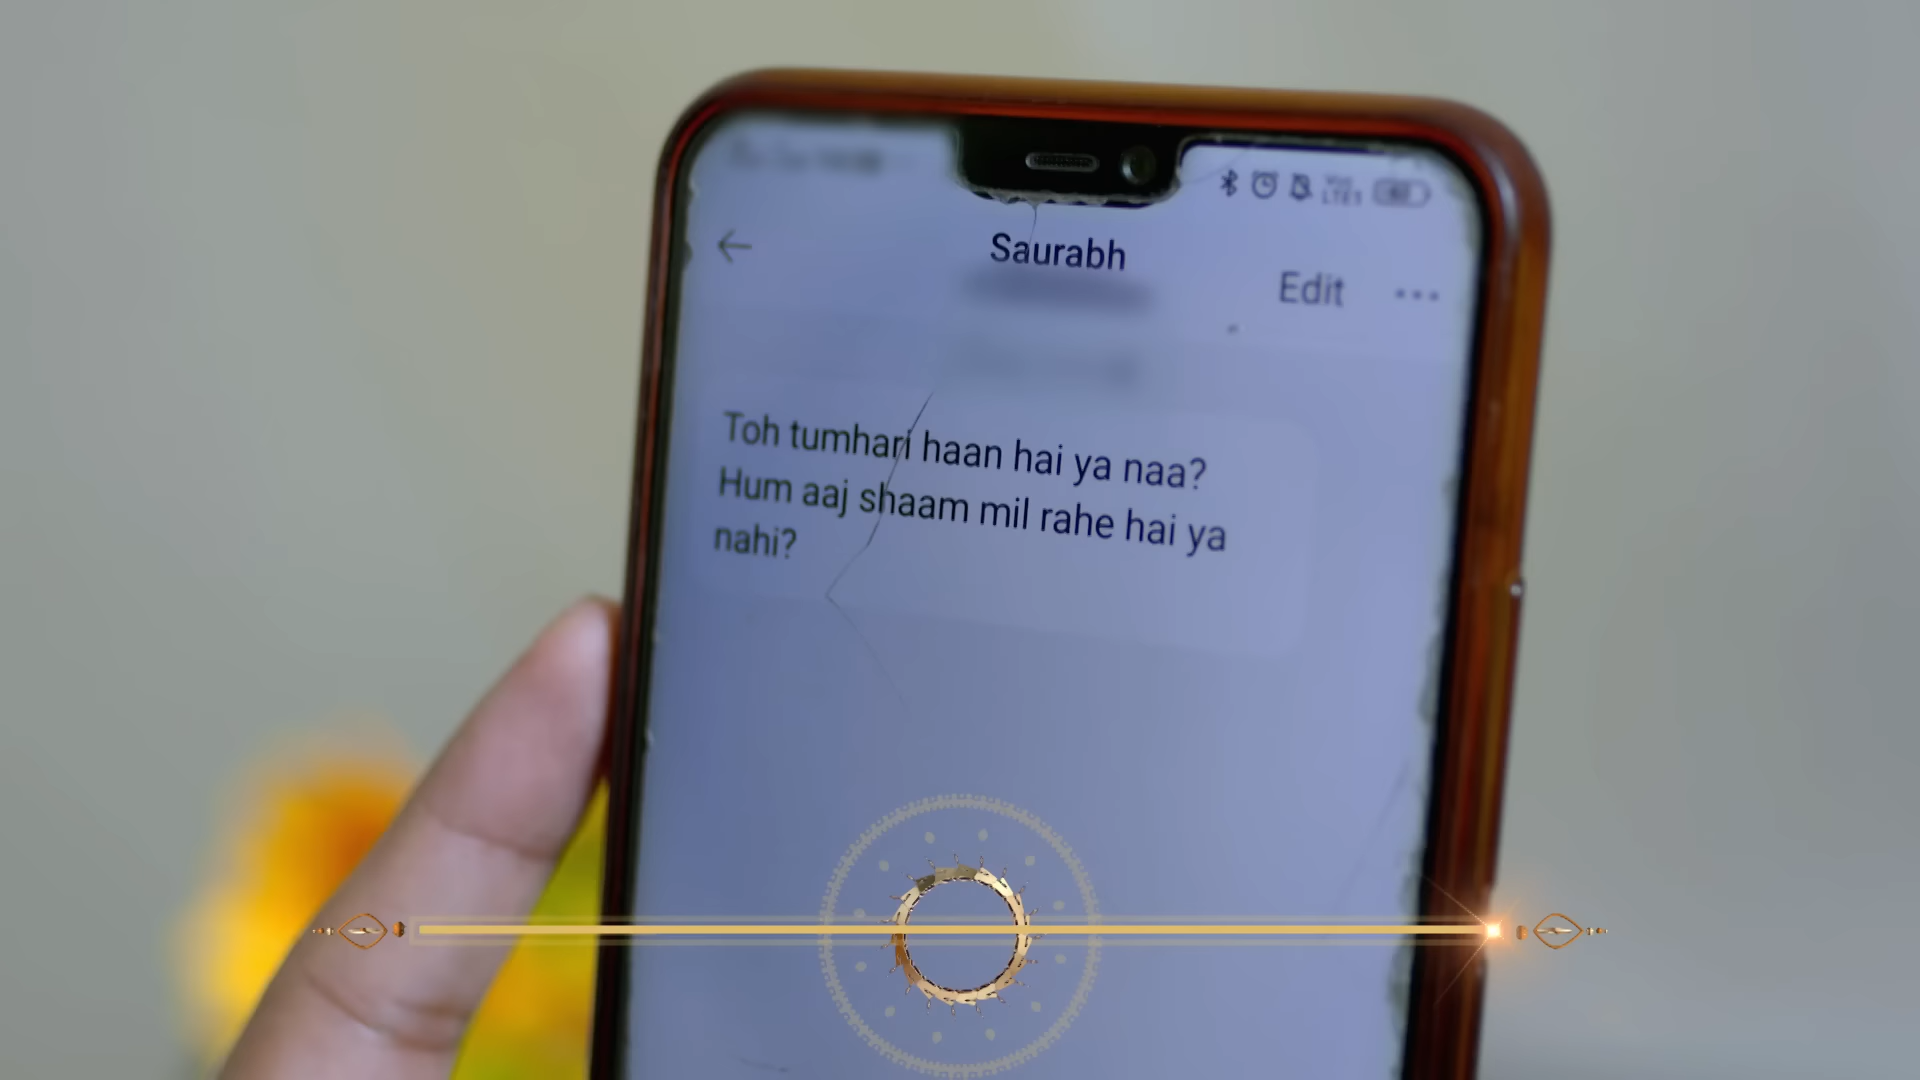 Saurabh
Edit
Toh tumhari haan hai ya naa?
Hum aaj shaam mil rahe hai ya
nahi?